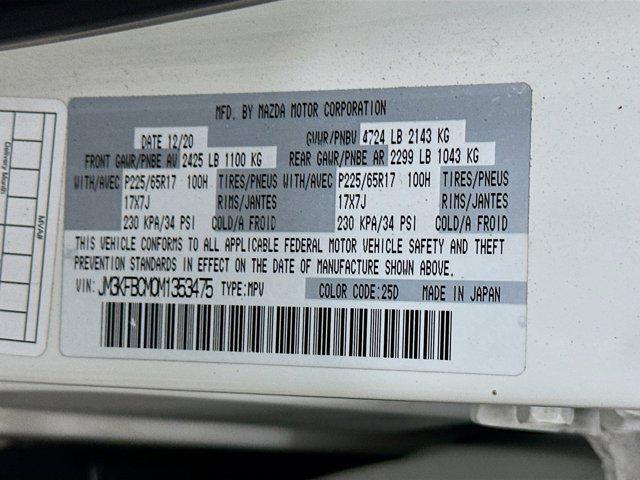 MFD. BY MAZDA MOTOR CORPORATION
DATE 12/20 GVWR/PNBV 4724 LB 2143 KG
FRONT GAWR/PNBE AV 2425 LB 1100 KG REAR GAWR/PNBE AR 2299 LB 1043 KG
WITH/AVEC P225/65R17 100H TIRES/PNEUS WITH/AVEC P225/65R17 100H TIRES/PNEUS
17X7J RIMS/JANTES 17X7J RIMS/JANTES
230 KPA/34 PSI COLD/A FROID 230 KPA/34 PSI COLD/A FROID
THIS VEHICLE CONFORMS TO ALL APPLICABLE FEDERAL MOTOR VEHICLE SAFETY AND THEFT
PREVENTION STANDARDS IN EFFECT ON THE DATE OF MANUFACTURE SHOWN ABOVE.
VIN: JM3KFBCM0M1353475 TYPE:MPV COLOR CODE:25D MADE IN JAPAN
Delivery Month
MVA#